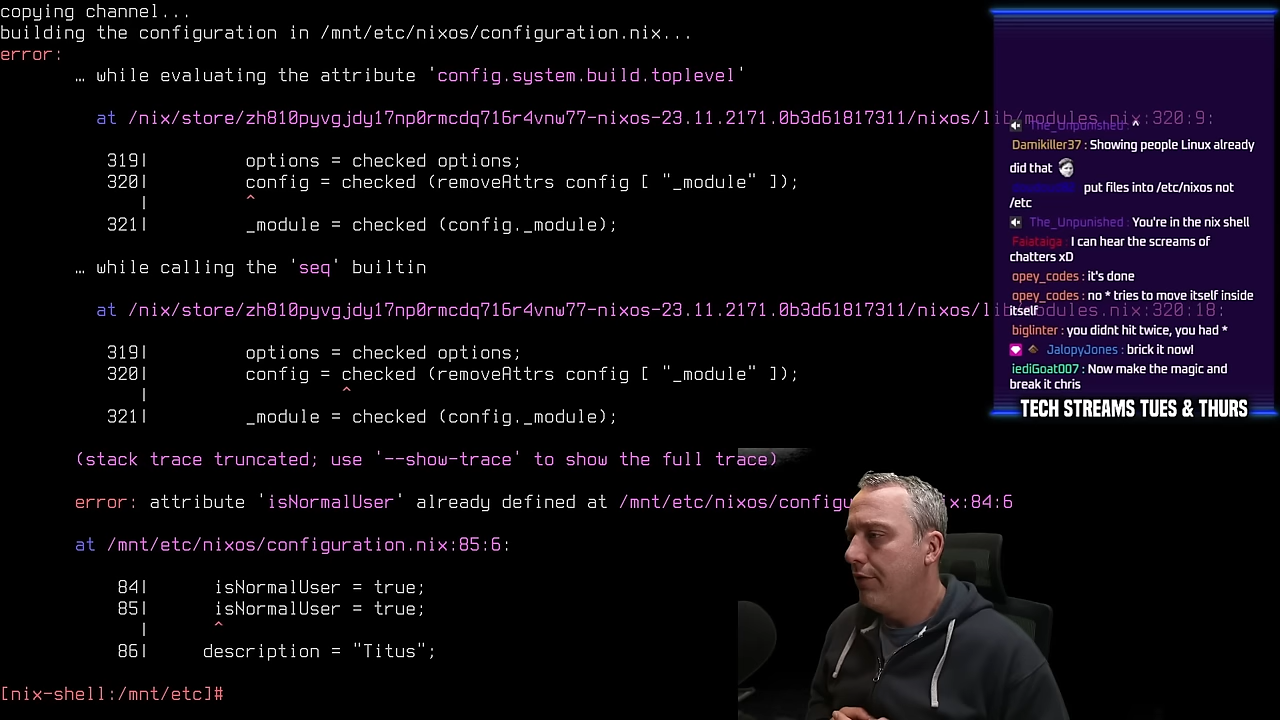 copying channel...
building the configuration in /mnt/etc/nixos/configuration.nix...
error:
… while evaluating the attribute 'config.system.build.toplevel'
at /nix/store/zh810pyvgjdy17np0rmcdq716r4vnw77-nixos-23.11.2171.0b3d61817311/nixos/lib/modules.nix:320:9:
319| options = checked options;
320| config = checked (removeAttrs config [ "_module" ]);
| ^
321| _module = checked (config._module);
… while calling the 'seq' builtin
at /nix/store/zh810pyvgjdy17np0rmcdq716r4vnw77-nixos-23.11.2171.0b3d61817311/nixos/lib/modules.nix:320:18:
319| options = checked options;
320| config = checked (removeAttrs config [ "_module" ]);
| ^
321| _module = checked (config._module);
(stack trace truncated; use '--show-trace' to show the full trace)
error: attribute 'isNormalUser' already defined at /mnt/etc/nixos/configu x:84:6
at /mnt/etc/nixos/configuration.nix:85:6:
84| isNormalUser = true;
85| isNormalUser = true;
| ^
86| description = "Titus";
[nix-shell:/mnt/etc]#
The_Unpunished : ^
Damikiller37 : Showing people Linux already
did that
put files into /etc/nixos not
/etc
The_Unpunished : You're in the nix shell
Faiataiga : I can hear the screams of
chatters xD
opey_codes : it's done
opey_codes : no * tries to move itself inside
itself
biglinter : you didnt hit twice, you had *
JalopyJones : brick it now!
iediGoat007 : Now make the magic and
break it chris
TECH STREAMS TUES & THURS